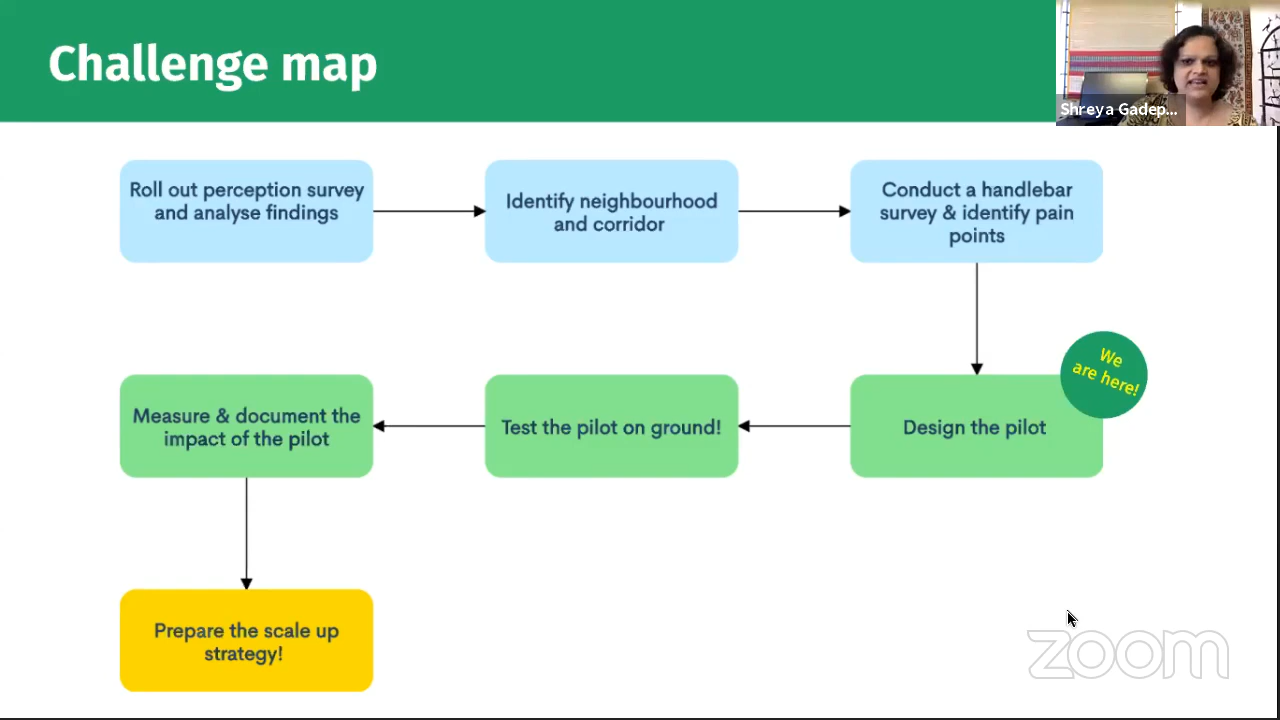 Challenge map
Shreya Gadep...
Roll out perception survey
and analyse findings
Identify neighbourhood
and corridor
Conduct a handlebar
survey & identify pain
points
We
are here!
Design the pilot
Test the pilot on ground!
Measure & document the
impact of the pilot
Prepare the scale up
strategy!
zoom